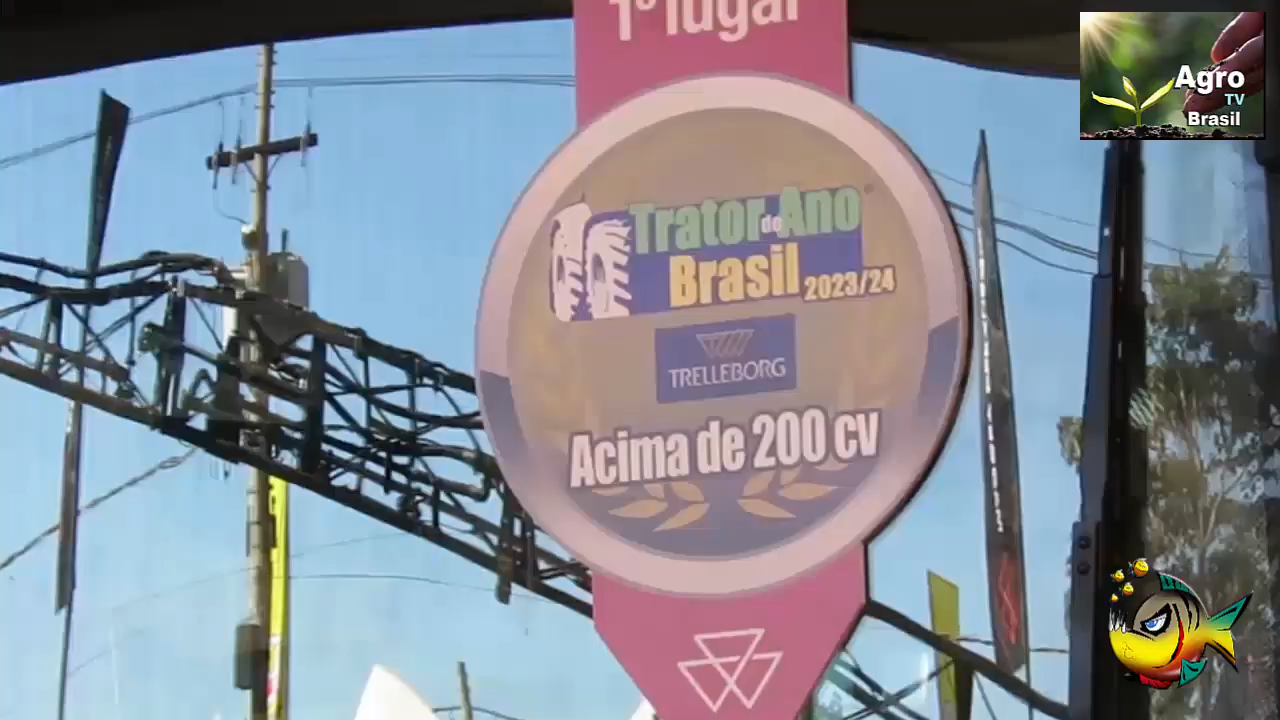 1º lugar
Trator do Ano
Brasil 2023/24
TRELLEBORG
Acima de 200 cv
Agro
TV
Brasil